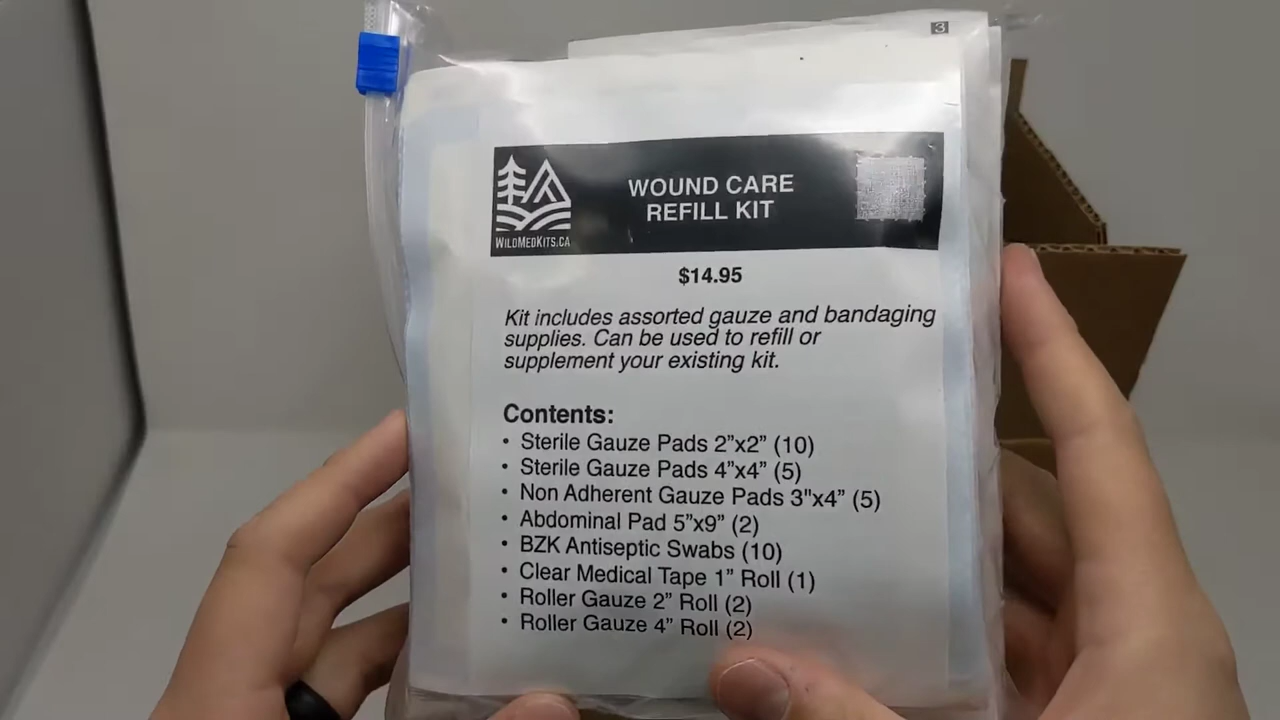 3
WOUND CARE
REFILL KIT
WILDMEDKITS.CA
$14.95
Kit includes assorted gauze and bandaging
supplies. Can be used to refill or
supplement your existing kit.
Contents:
• Sterile Gauze Pads 2”x2” (10)
• Sterile Gauze Pads 4”x4” (5)
• Non Adherent Gauze Pads 3"x4” (5)
• Abdominal Pad 5”x9” (2)
• BZK Antiseptic Swabs (10)
• Clear Medical Tape 1” Roll (1)
• Roller Gauze 2” Roll (2)
• Roller Gauze 4” Roll (2)